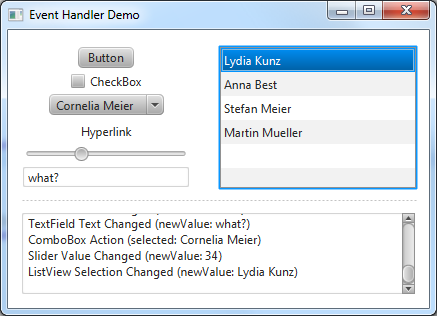 Event Handler Demo
Button
CheckBox
Cornelia Meier
Hyperlink
what?
Lydia Kunz
Anna Best
Stefan Meier
Martin Mueller
TextField Text Changed (newValue: what?)
ComboBox Action (selected: Cornelia Meier)
Slider Value Changed (newValue: 34)
ListView Selection Changed (newValue: Lydia Kunz)